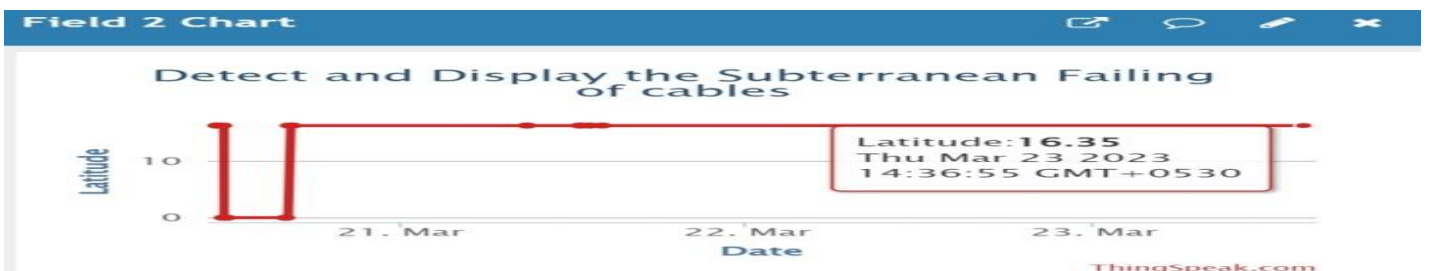 Field 2 Chart
Detect and Display the Subterranean Failing
of cables
Latitude
10
0
Latitude:16.35
Thu Mar 23 2023
14:36:55 GMT+0530
21. Mar
22. Mar
23. Mar
Date
ThingSpeak.com